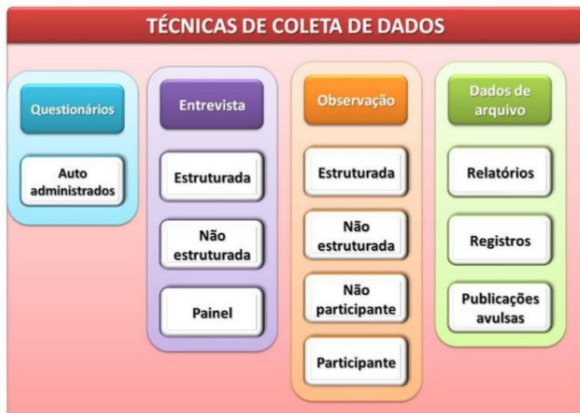 TÉCNICAS DE COLETA DE DADOS
Questionários
Auto
administrados
Entrevista
Estruturada
Não
estruturada
Painel
Observação
Estruturada
Não
estruturada
Não
participante
Participante
Dados de
arquivo
Relatórios
Registros
Publicações
avulsas